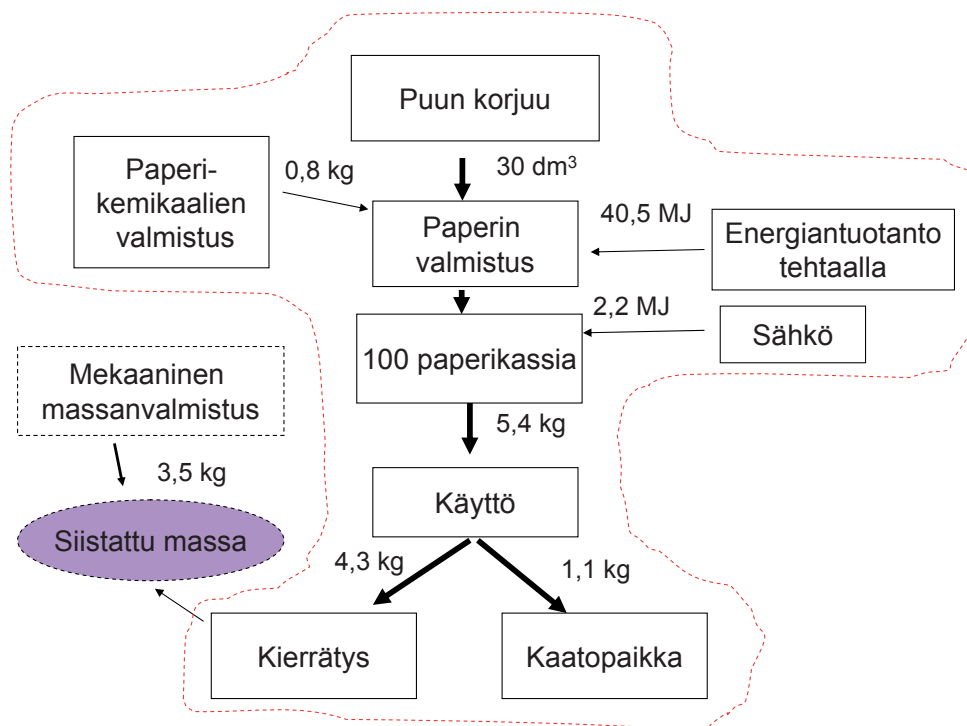 Puun korjuu
Paperi-
kemikaalien
valmistus
0,8 kg
30 dm³
Paperin
valmistus
40,5 MJ
Energiantuotanto
tehtaalla
2,2 MJ
Sähkö
100 paperikassia
Mekaaninen
massanvalmistus
5,4 kg
3,5 kg
Käyttö
Siistattu massa
4,3 kg
1,1 kg
Kierrätys
Kaatopaikka